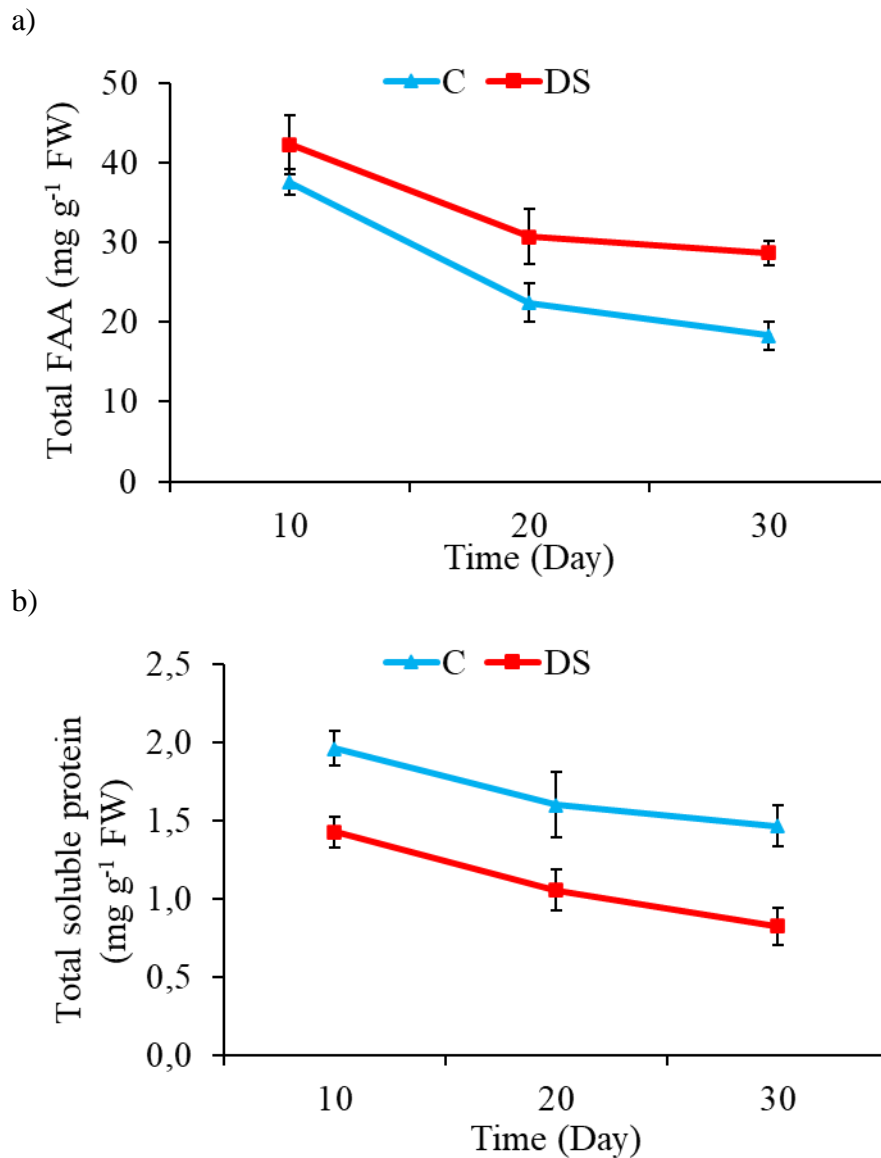 a)
C DS
50
40
30
20
10
0
Total FAA (mg g⁻¹ FW)
10 20 30
Time (Day)
b)
C DS
2,5
2,0
1,5
1,0
0,5
0,0
Total soluble protein
(mg g⁻¹ FW)
10 20 30
Time (Day)